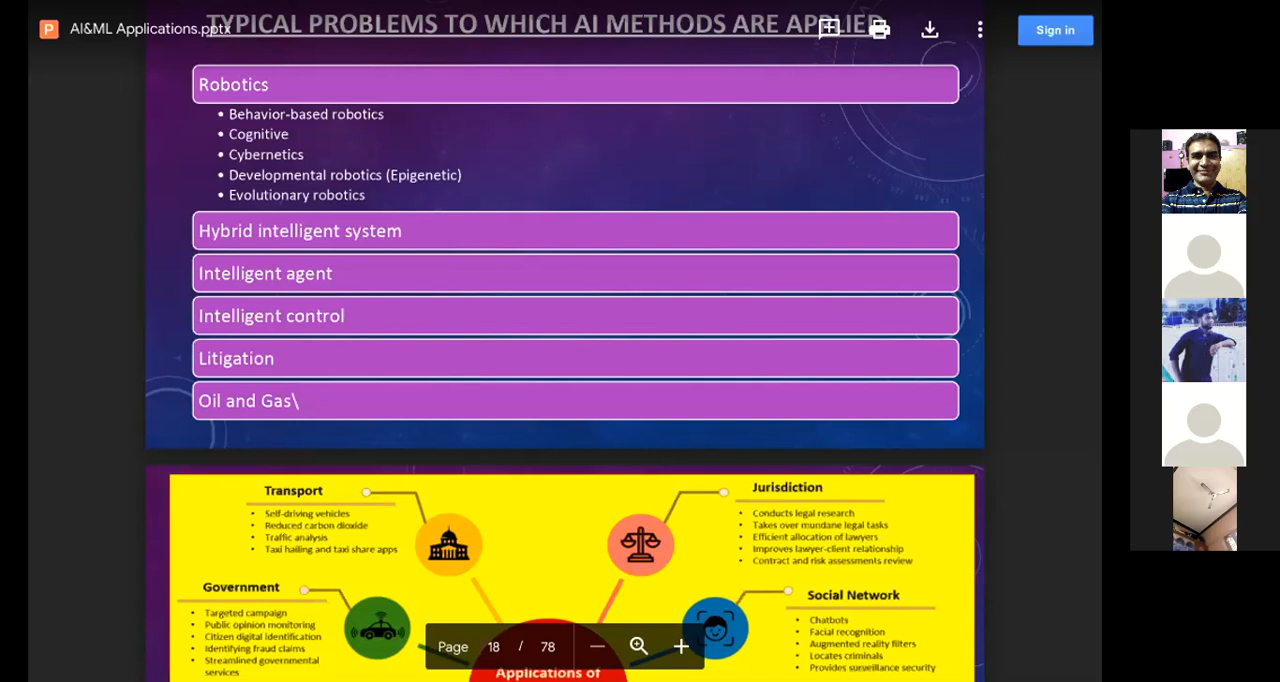 TYPICAL PROBLEMS TO WHICH AI METHODS ARE APPLIED
P AI&ML Applications.pptx
Sign in
Robotics
• Behavior-based robotics
• Cognitive
• Cybernetics
• Developmental robotics (Epigenetic)
• Evolutionary robotics
Hybrid intelligent system
Intelligent agent
Intelligent control
Litigation
Oil and Gas\
Transport
• Self-driving vehicles
• Reduced carbon dioxide
• Traffic analysis
• Taxi hailing and taxi share apps
Jurisdiction
• Conducts legal research
• Takes over mundane legal tasks
• Efficient allocation of lawyers
• Improves lawyer-client relationship
• Contract and risk assessments review
Government
• Targeted campaign
• Public opinion monitoring
• Citizen digital Identification
• Identifying fraud claims
• Streamlined governmental
services
Social Network
• Chatbots
• Facial recognition
• Augmented reality filters
• Locates criminals
• Provides surveillance security
Page 18 / 78
Applications of